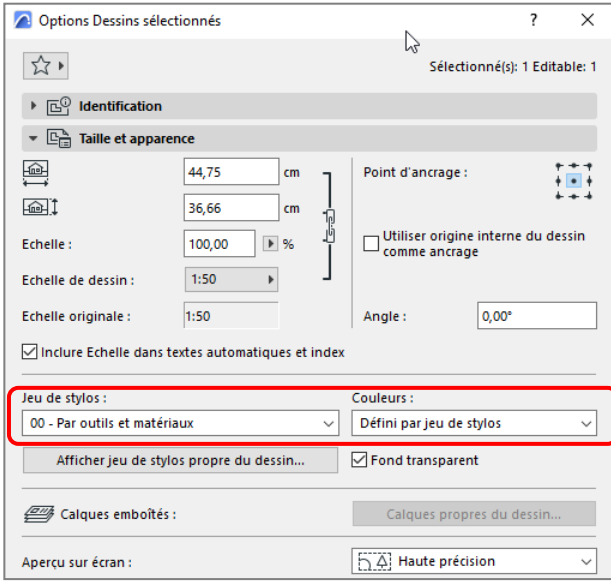 Options Dessins sélectionnés
Sélectionné(s): 1 Editable: 1
Identification
Taille et apparence
44,75 cm
36,66 cm
Echelle : 100,00 %
Echelle de dessin : 1:50
Echelle originale : 1:50
Point d'ancrage :
Utiliser origine interne du dessin
comme ancrage
Angle : 0,00°
Inclure Echelle dans textes automatiques et index
Jeu de stylos : Couleurs :
00 - Par outils et matériaux Défini par jeu de stylos
Afficher jeu de stylos propre du dessin... Fond transparent
Calques emboîtés : Calques propres du dessin...
Aperçu sur écran : Haute précision